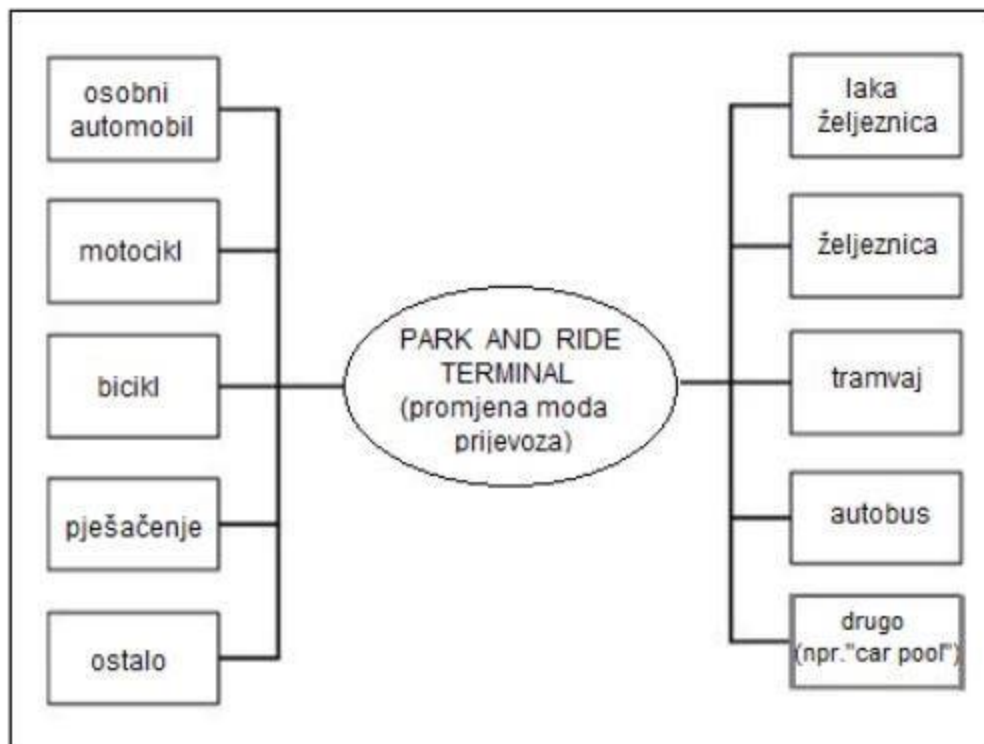 osobni
automobil
motocikl
bicikl
pješačenje
ostalo
PARK AND RIDE
TERMINAL
(promjena moda
prijevoza)
laka
željeznica
željeznica
tramvaj
autobus
drugo
(npr."car pool")